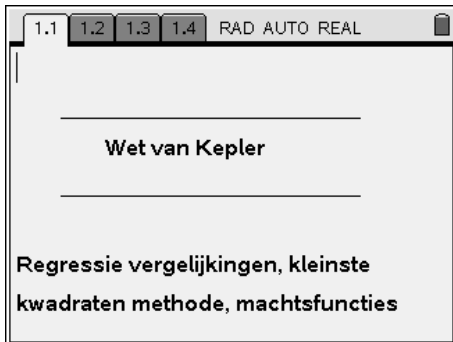 1.1 1.2 1.3 1.4 RAD AUTO REAL
Wet van Kepler
Regressie vergelijkingen, kleinste
kwadraten methode, machtsfuncties